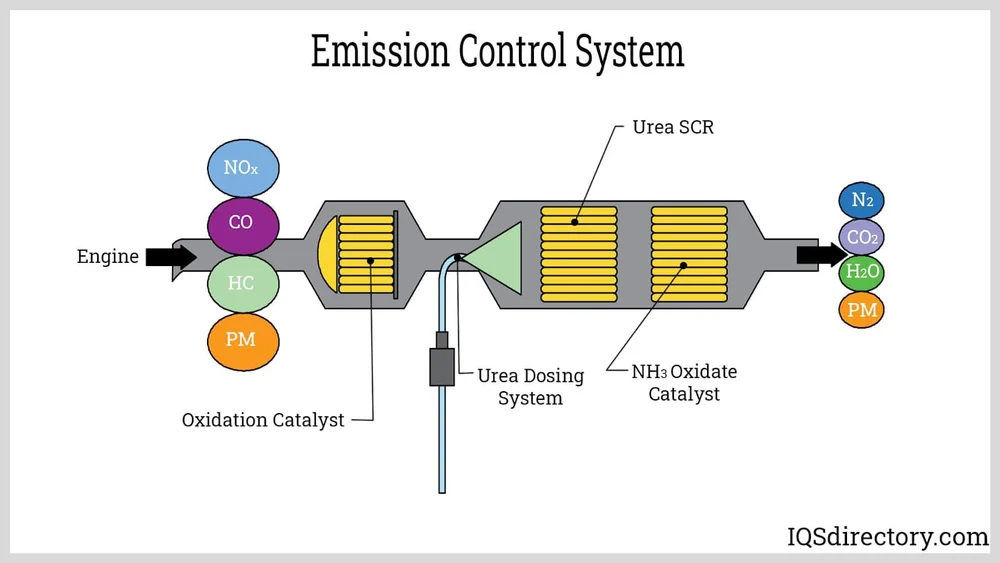 Emission Control System
Urea SCR
NOx
CO
HC
PM
Engine
N2
CO2
H2O
PM
Urea Dosing
System
NH3 Oxidate
Catalyst
Oxidation Catalyst
IQSdirectory.com